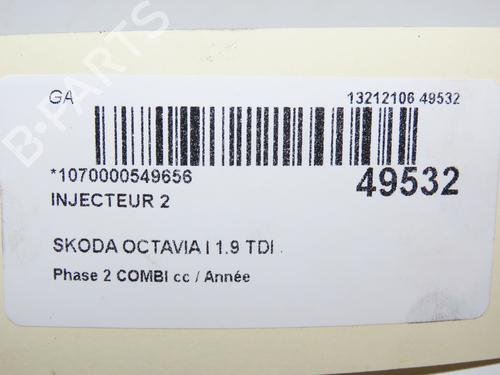 GA
13212106 49532
*1070000549656
49532
INJECTEUR 2
SKODA OCTAVIA I 1.9 TDI .
Phase 2 COMBI cc / Année
B-PARTS